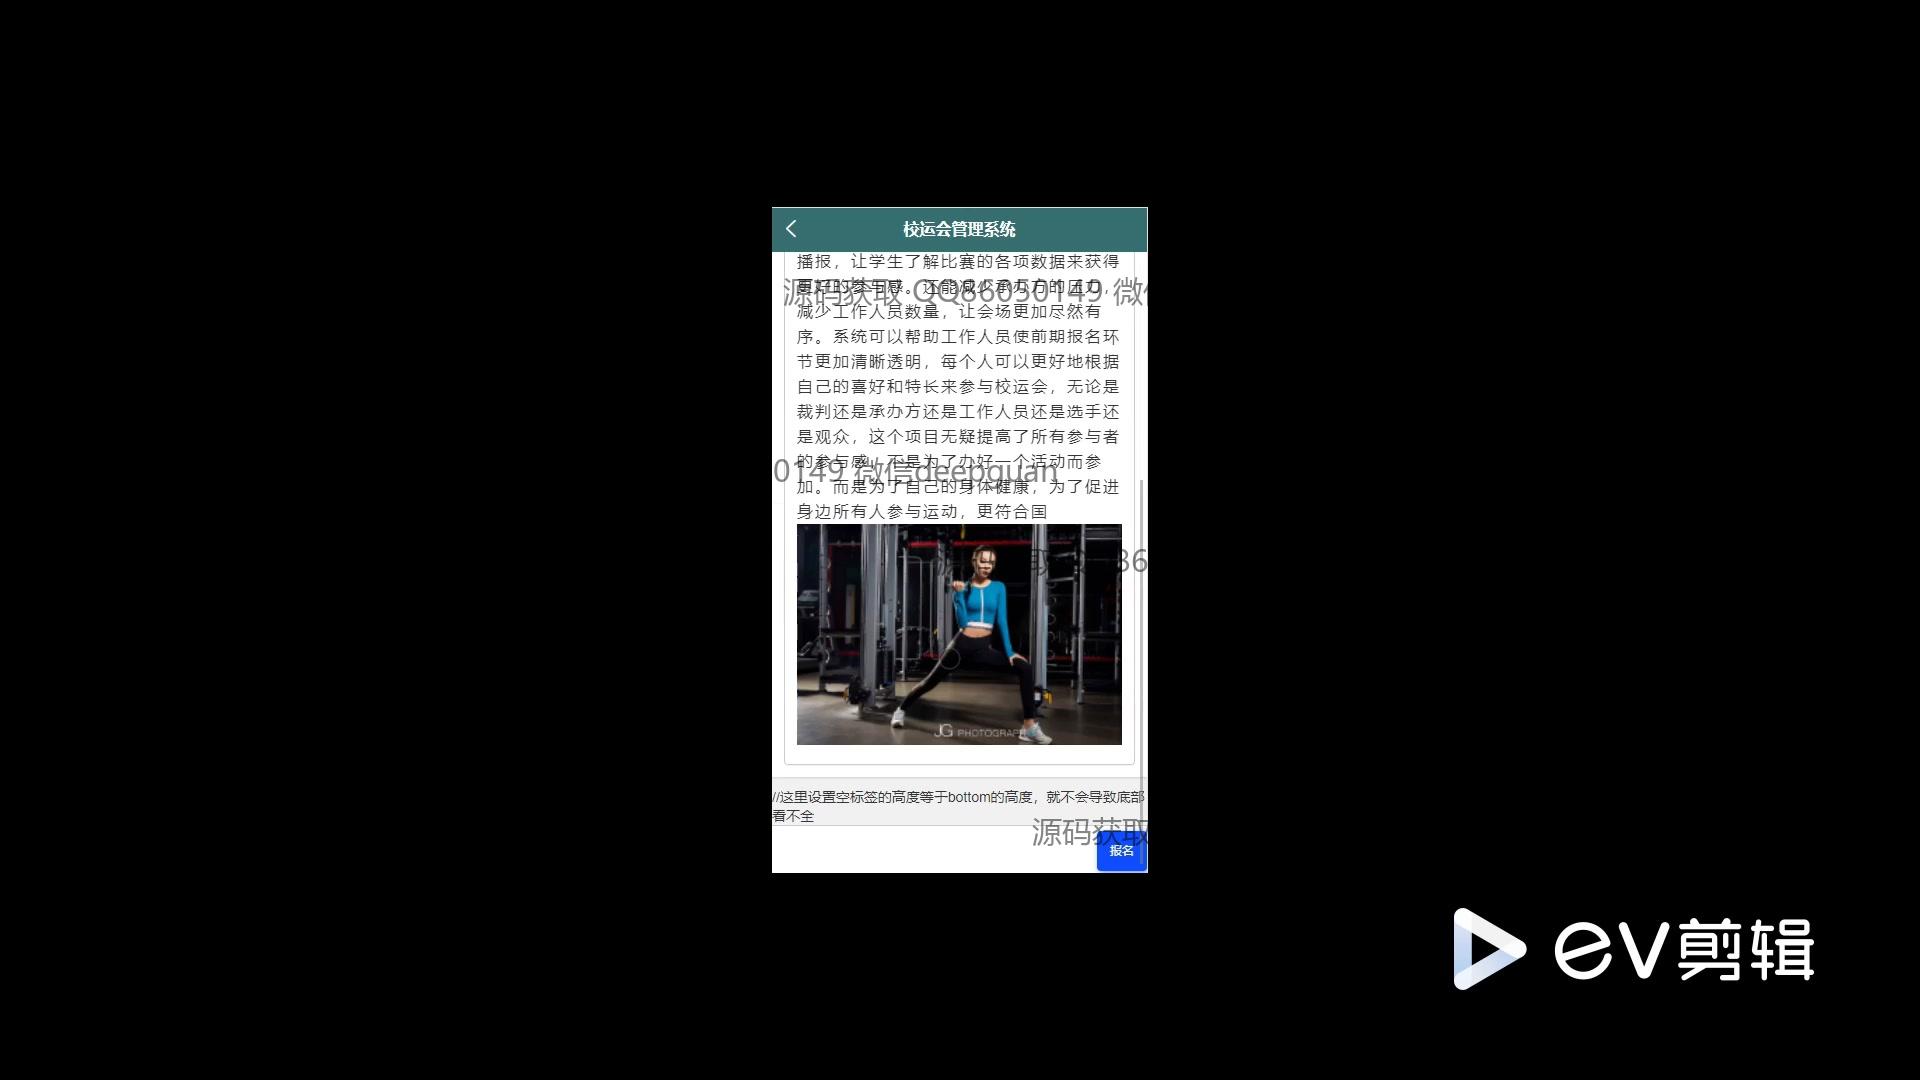 校运会管理系统
播报，让学生了解比赛的各项数据来获得
更好的参与感。还能减少承办方的压力，
源码获取 QQ86030149 微信
减少工作人员数量，让会场更加尽然有
序。系统可以帮助工作人员使前期报名环
节更加清晰透明，每个人可以更好地根据
自己的喜好和特长来参与校运会，无论是
裁判还是承办方还是工作人员还是选手还
是观众，这个项目无疑提高了所有参与者
的参与感，不是为了办好一个活动而参
0149 微信deepguan
加。而是为了自己的身体健康，为了促进
身边所有人参与运动，更符合国
JG PHOTOGRAPH
//这里设置空标签的高度等于bottom的高度，就不会导致底部
看不全
源码获取
报名
ev剪辑